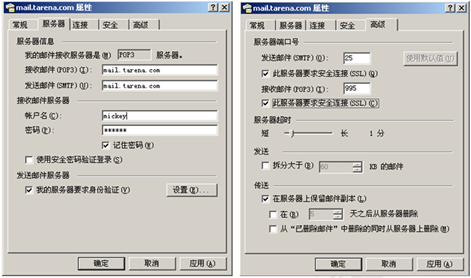 mail.tarena.com 属性
常规 服务器 连接 安全 高级
服务器信息
我的邮件接收服务器是(M) POP3 服务器。
接收邮件(POP3)(I): mail.tarena.com
发送邮件(SMTP)(U): mail.tarena.com
接收邮件服务器
帐户名(C): mickey
密码(P): ******
记住密码(W)
使用安全密码验证登录(S)
发送邮件服务器
我的服务器要求身份验证(V) 设置(E)...
确定 取消 应用(A)
mail.tarena.com 属性
常规 服务器 连接 安全 高级
服务器端口号
发送邮件(SMTP)(O): 25 使用默认值(U)
此服务器要求安全连接(SSL)(Q)
接收邮件(POP3)(I): 995
此服务器要求安全连接(SSL)(C)
服务器超时
短 长 1 分
发送
拆分大于(B) 60 KB 的邮件
传送
在服务器上保留邮件副本(L)
在(R) 5 天之后从服务器删除
从“已删除邮件”中删除的同时从服务器上删除(M)
确定 取消 应用(A)